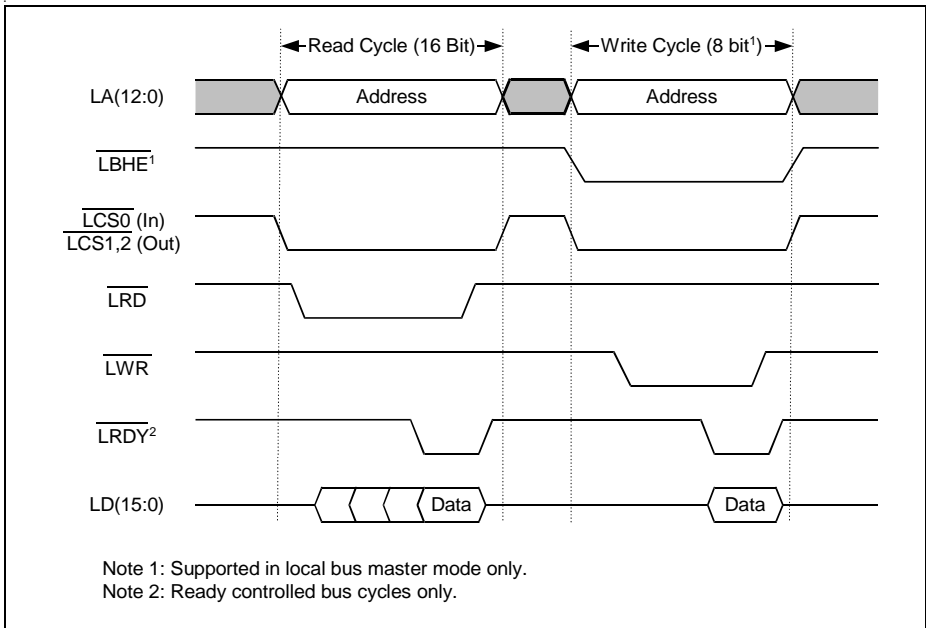 Read Cycle (16 Bit) Write Cycle (8 bit¹)
LA(12:0) Address Address
LBHE¹
LCS0 (In)
LCS1,2 (Out)
LRD
LWR
LRDY²
LD(15:0) Data Data
Note 1: Supported in local bus master mode only.
Note 2: Ready controlled bus cycles only.